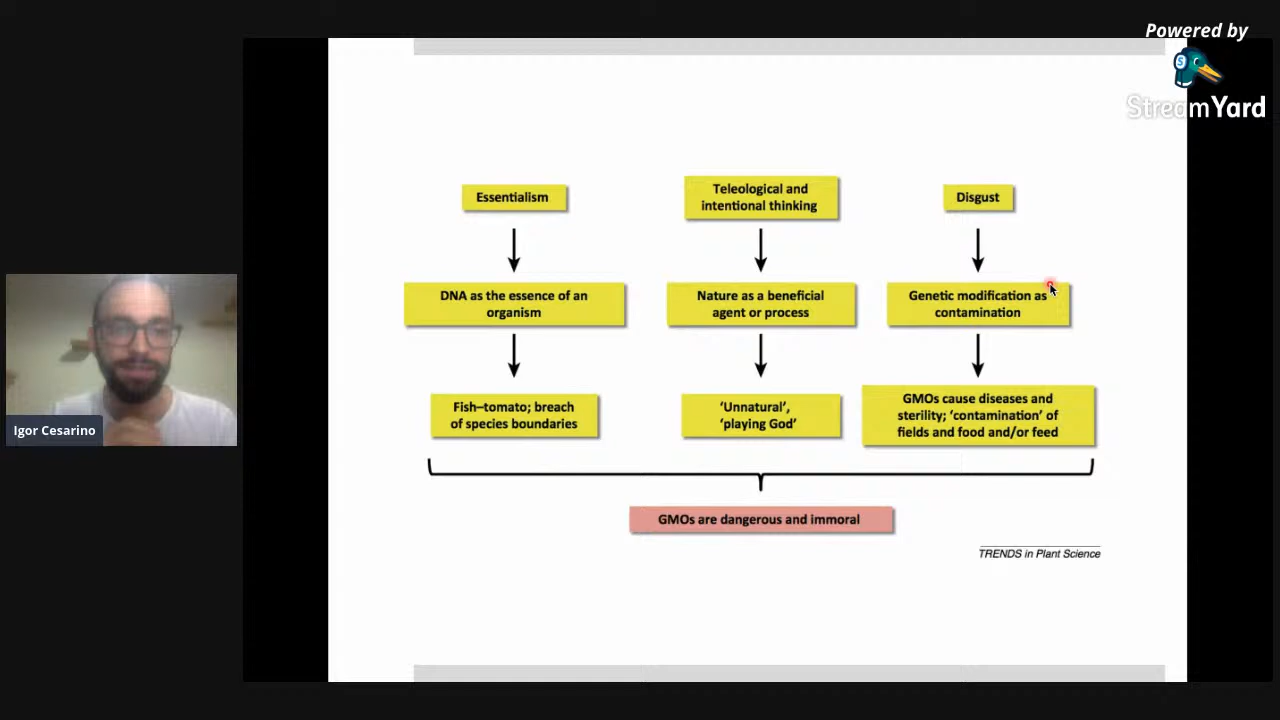 Powered by
StreamYard
Essentialism
Teleological and
intentional thinking
Disgust
DNA as the essence of an
organism
Nature as a beneficial
agent or process
Genetic modification as
contamination
Fish–tomato; breach
of species boundaries
‘Unnatural’,
‘playing God’
GMOs cause diseases and
sterility; ‘contamination’ of
fields and food and/or feed
GMOs are dangerous and immoral
TRENDS in Plant Science
Igor Cesarino